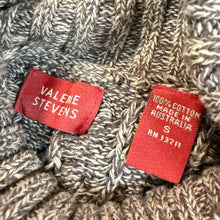 VALERIE
STEVENS
100% COTTON
MADE IN
AUSTRALIA
S
RN 13711